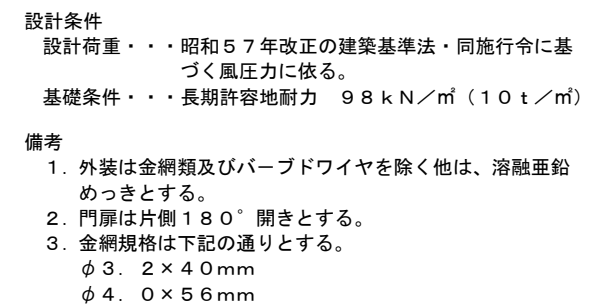 設計条件
設計荷重・・・昭和５７年改正の建築基準法・同施行令に基
づく風圧力に依る。
基礎条件・・・長期許容地耐力　９８ｋＮ／㎡（１０ｔ／㎡）
備考
１．外装は金網類及びバーブドワイヤを除く他は、溶融亜鉛
めっきとする。
２．門扉は片側１８０°開きとする。
３．金網規格は下記の通りとする。
φ３．２×４０ｍｍ
φ４．０×５６ｍｍ